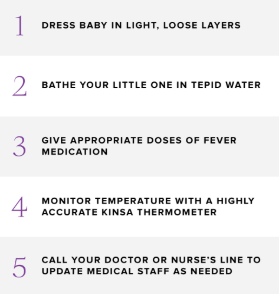 1 DRESS BABY IN LIGHT, LOOSE LAYERS
2 BATHE YOUR LITTLE ONE IN TEPID WATER
3 GIVE APPROPRIATE DOSES OF FEVER
MEDICATION
4 MONITOR TEMPERATURE WITH A HIGHLY
ACCURATE KINSA THERMOMETER
5 CALL YOUR DOCTOR OR NURSE'S LINE TO
UPDATE MEDICAL STAFF AS NEEDED